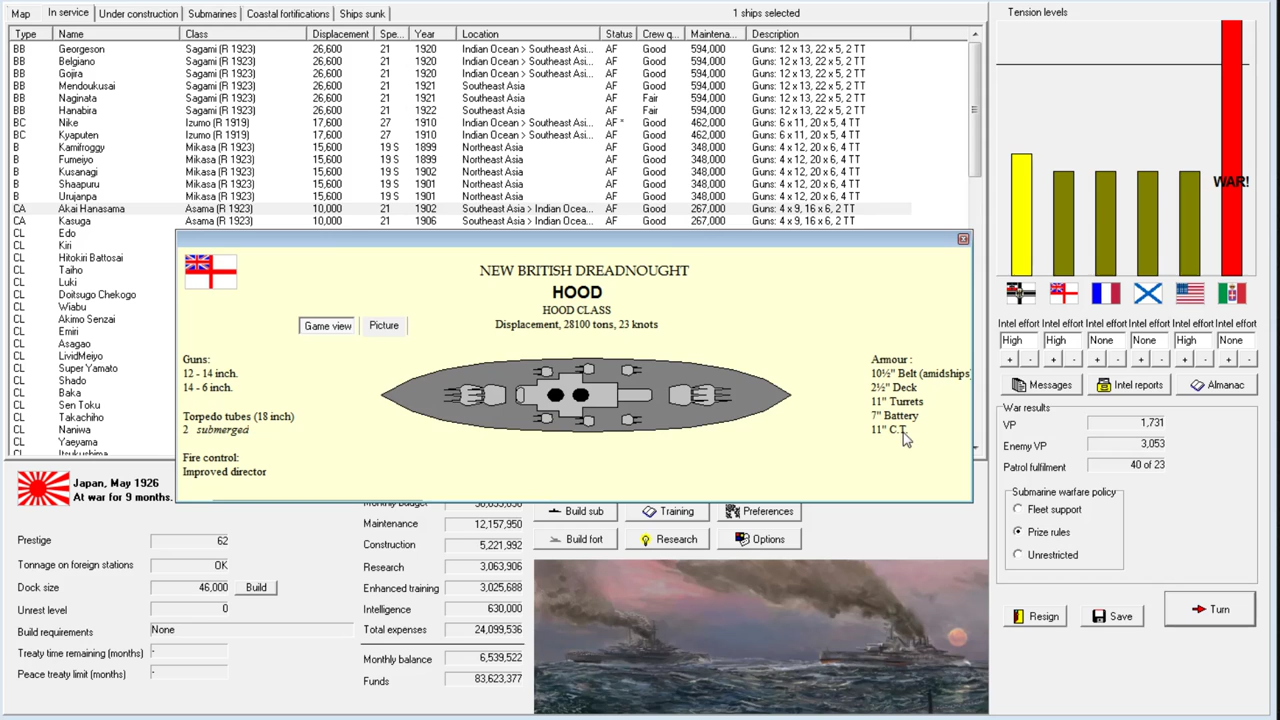 Map In service Under construction Submarines Coastal fortifications Ships sunk 1 ships selected
Type Name Class Displacement Spe... Year Location Status Crew q... Maintena... Description
BB Georgeson Sagami (R 1923) 26,600 21 1920 Indian Ocean > Southeast Asi... AF Good 594,000 Guns: 12 x 13, 22 x 5, 2 TT
BB Belgiano Sagami (R 1923) 26,600 21 1920 Indian Ocean > Southeast Asi... AF Good 594,000 Guns: 12 x 13, 22 x 5, 2 TT
BB Gojira Sagami (R 1923) 26,600 21 1920 Indian Ocean > Southeast Asi... AF Good 594,000 Guns: 12 x 13, 22 x 5, 2 TT
BB Mendoukusai Sagami (R 1923) 26,600 21 1921 Southeast Asia AF Good 594,000 Guns: 12 x 13, 22 x 5, 2 TT
BB Naginata Sagami (R 1923) 26,600 21 1921 Southeast Asia AF Fair 594,000 Guns: 12 x 13, 22 x 5, 2 TT
BB Hanabira Sagami (R 1923) 26,600 21 1922 Southeast Asia AF Fair 594,000 Guns: 12 x 13, 22 x 5, 2 TT
BC Nike Izumo (R 1919) 17,600 27 1910 Indian Ocean > Southeast Asi... AF * Good 462,000 Guns: 6 x 11, 20 x 5, 4 TT
BC Kyaputen Izumo (R 1919) 17,600 27 1910 Indian Ocean > Southeast Asi... AF Good 462,000 Guns: 6 x 11, 20 x 5, 4 TT
B Kamifroggy Mikasa (R 1923) 15,600 19 S 1899 Northeast Asia AF Good 348,000 Guns: 4 x 12, 20 x 6, 4 TT
B Fumeiyo Mikasa (R 1923) 15,600 19 S 1899 Northeast Asia AF Good 348,000 Guns: 4 x 12, 20 x 6, 4 TT
B Kusanagi Mikasa (R 1923) 15,600 19 S 1902 Northeast Asia AF Good 348,000 Guns: 4 x 12, 20 x 6, 4 TT
B Shaapuru Mikasa (R 1923) 15,600 19 S 1901 Northeast Asia AF Good 348,000 Guns: 4 x 12, 20 x 6, 4 TT
B Urujanpa Mikasa (R 1923) 15,600 19 S 1901 Northeast Asia AF Good 348,000 Guns: 4 x 12, 20 x 6, 4 TT
CA Akai Hanasama Asama (R 1923) 10,000 21 1902 Southeast Asia > Indian Ocea... AF Good 267,000 Guns: 4 x 9, 16 x 6, 2 TT
CA Kasuga Asama (R 1923) 10,000 21 1906 Southeast Asia > Indian Ocea... AF Good 267,000 Guns: 4 x 9, 16 x 6, 2 TT
CL Edo
CL Kiri
CL Hitokiri Battosai
CL Taiho
CL Luki
CL Doitsugo Chekogo
CL Wiabu
CL Akimo Senzai
CL Emiri
CL Asagao
CL LividMeiyo
CL Super Yamato
CL Shado
CL Baka
CL Sen Toku
CL Takachiho
CL Naniwa
CL Yaeyama
NEW BRITISH DREADNOUGHT
HOOD
HOOD CLASS
Displacement, 28100 tons, 23 knots
Game view Picture
Guns:
12 - 14 inch.
14 - 6 inch.
Torpedo tubes (18 inch)
2 submerged
Fire control:
Improved director
Armour :
10½" Belt (amidships)
2½" Deck
11" Turrets
7" Battery
11" C.T.
Japan, May 1926
At war for 9 months.
Prestige 62
Tonnage on foreign stations OK
Dock size 46,000 Build
Unrest level 0
Build requirements None
Treaty time remaining (months) -
Peace treaty limit (months) -
Maintenance 12,157,950
Construction 5,221,992
Research 3,063,906
Enhanced training 3,025,688
Intelligence 630,000
Total expenses 24,099,536
Monthly balance 6,539,522
Funds 83,623,377
Build sub Training Preferences
Build fort Research Options
Tension levels
WAR!
Intel effort Intel effort Intel effort Intel effort Intel effort Intel effort
High High None None High None
+ - + - + - + - + - + -
Messages Intel reports Almanac
War results
VP 1,731
Enemy VP 3,053
Patrol fulfilment 40 of 23
Submarine warfare policy
Fleet support
Prize rules
Unrestricted
Resign Save Turn